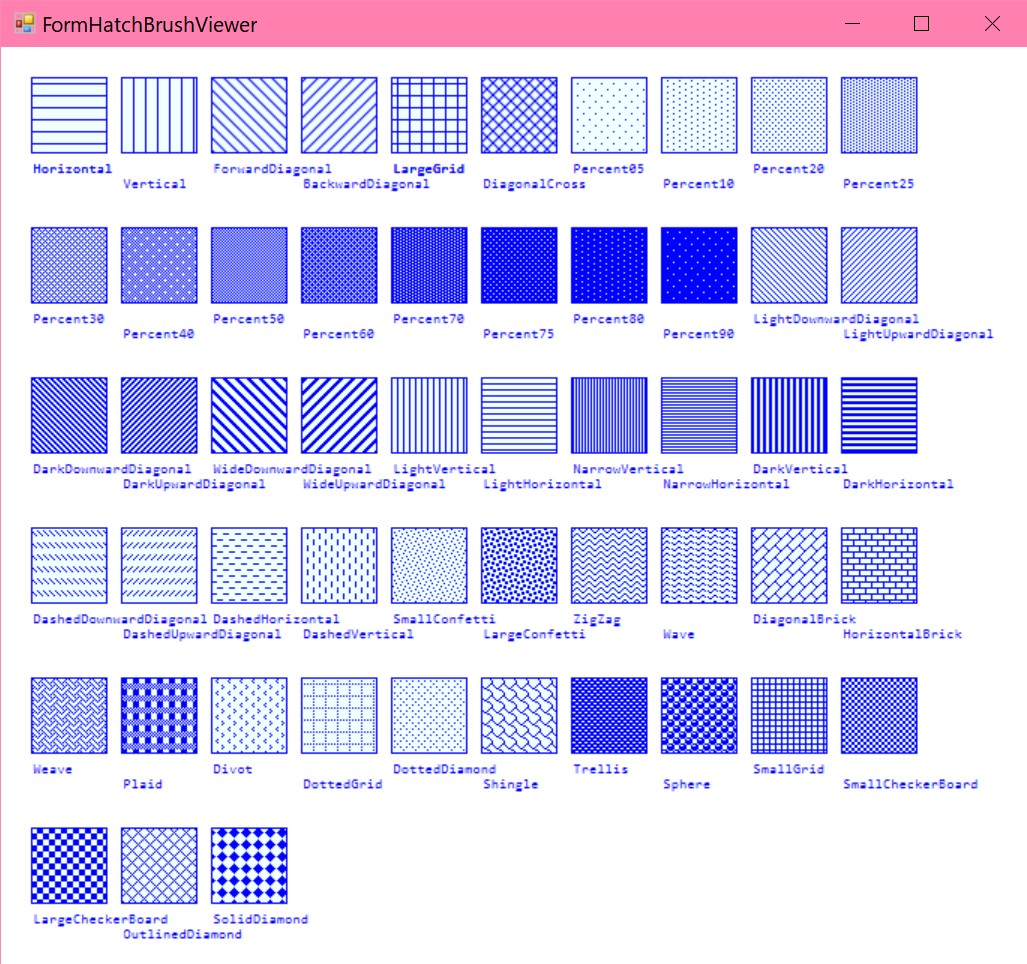 FormHatchBrushViewer
Horizontal ForwardDiagonal LargeGrid Percent05 Percent20
Vertical BackwardDiagonal DiagonalCross Percent10 Percent25
Percent30 Percent50 Percent70 Percent80 LightDownwardDiagonal
Percent40 Percent60 Percent75 Percent90 LightUpwardDiagonal
DarkDownwardDiagonal WideDownwardDiagonal LightVertical NarrowVertical DarkVertical
DarkUpwardDiagonal WideUpwardDiagonal LightHorizontal NarrowHorizontal DarkHorizontal
DashedDownwardDiagonal DashedHorizontal SmallConfetti ZigZag DiagonalBrick
DashedUpwardDiagonal DashedVertical LargeConfetti Wave HorizontalBrick
Weave Divot DottedDiamond Trellis SmallGrid
Plaid DottedGrid Shingle Sphere SmallCheckerBoard
LargeCheckerBoard SolidDiamond
OutlinedDiamond